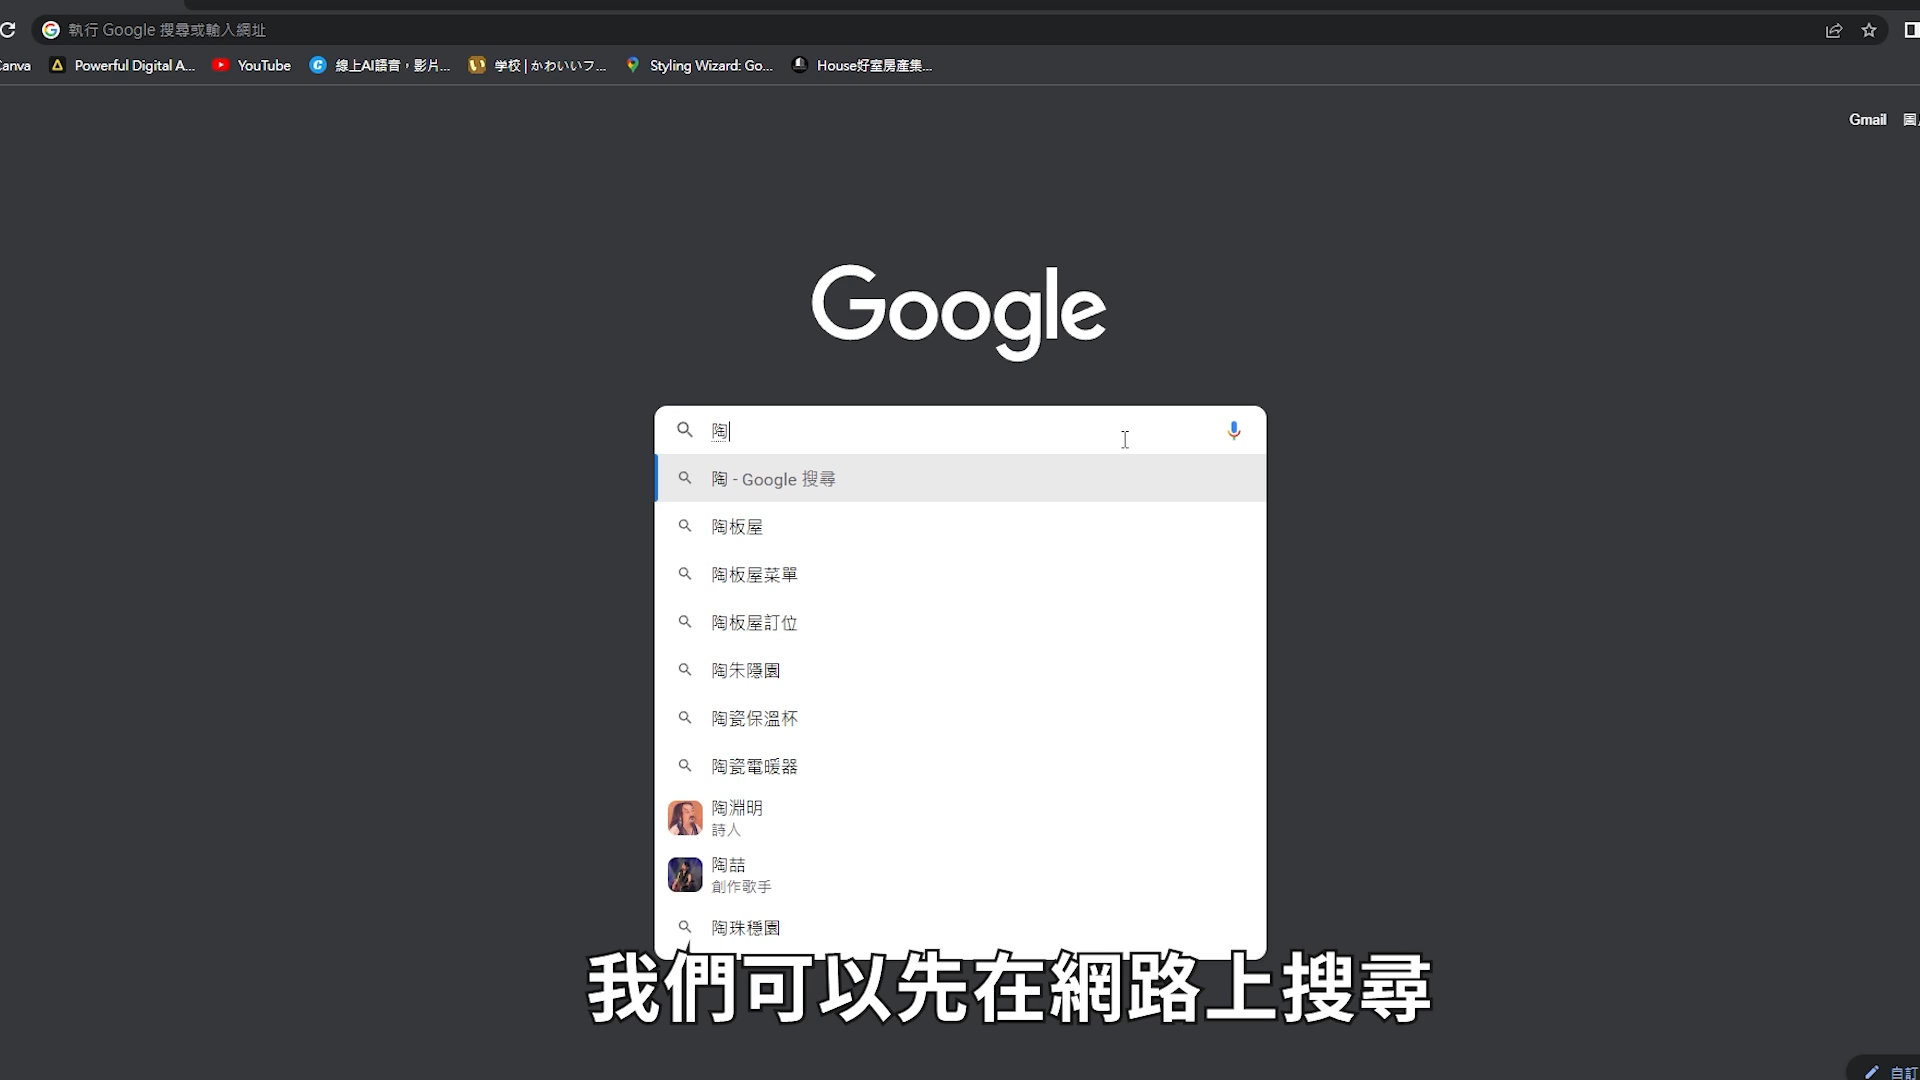 執行 Google 搜尋或輸入網址
anva
Powerful Digital A...
YouTube
線上AI語音,影片...
学校 | かわいいフ...
Styling Wizard: Go...
House好室房產集...
Gmail
Google
陶
陶 - Google 搜尋
陶板屋
陶板屋菜單
陶板屋訂位
陶朱隱園
陶瓷保溫杯
陶瓷電暖器
陶淵明
詩人
陶喆
創作歌手
陶珠穩園
我們可以先在網路上搜尋
自訂